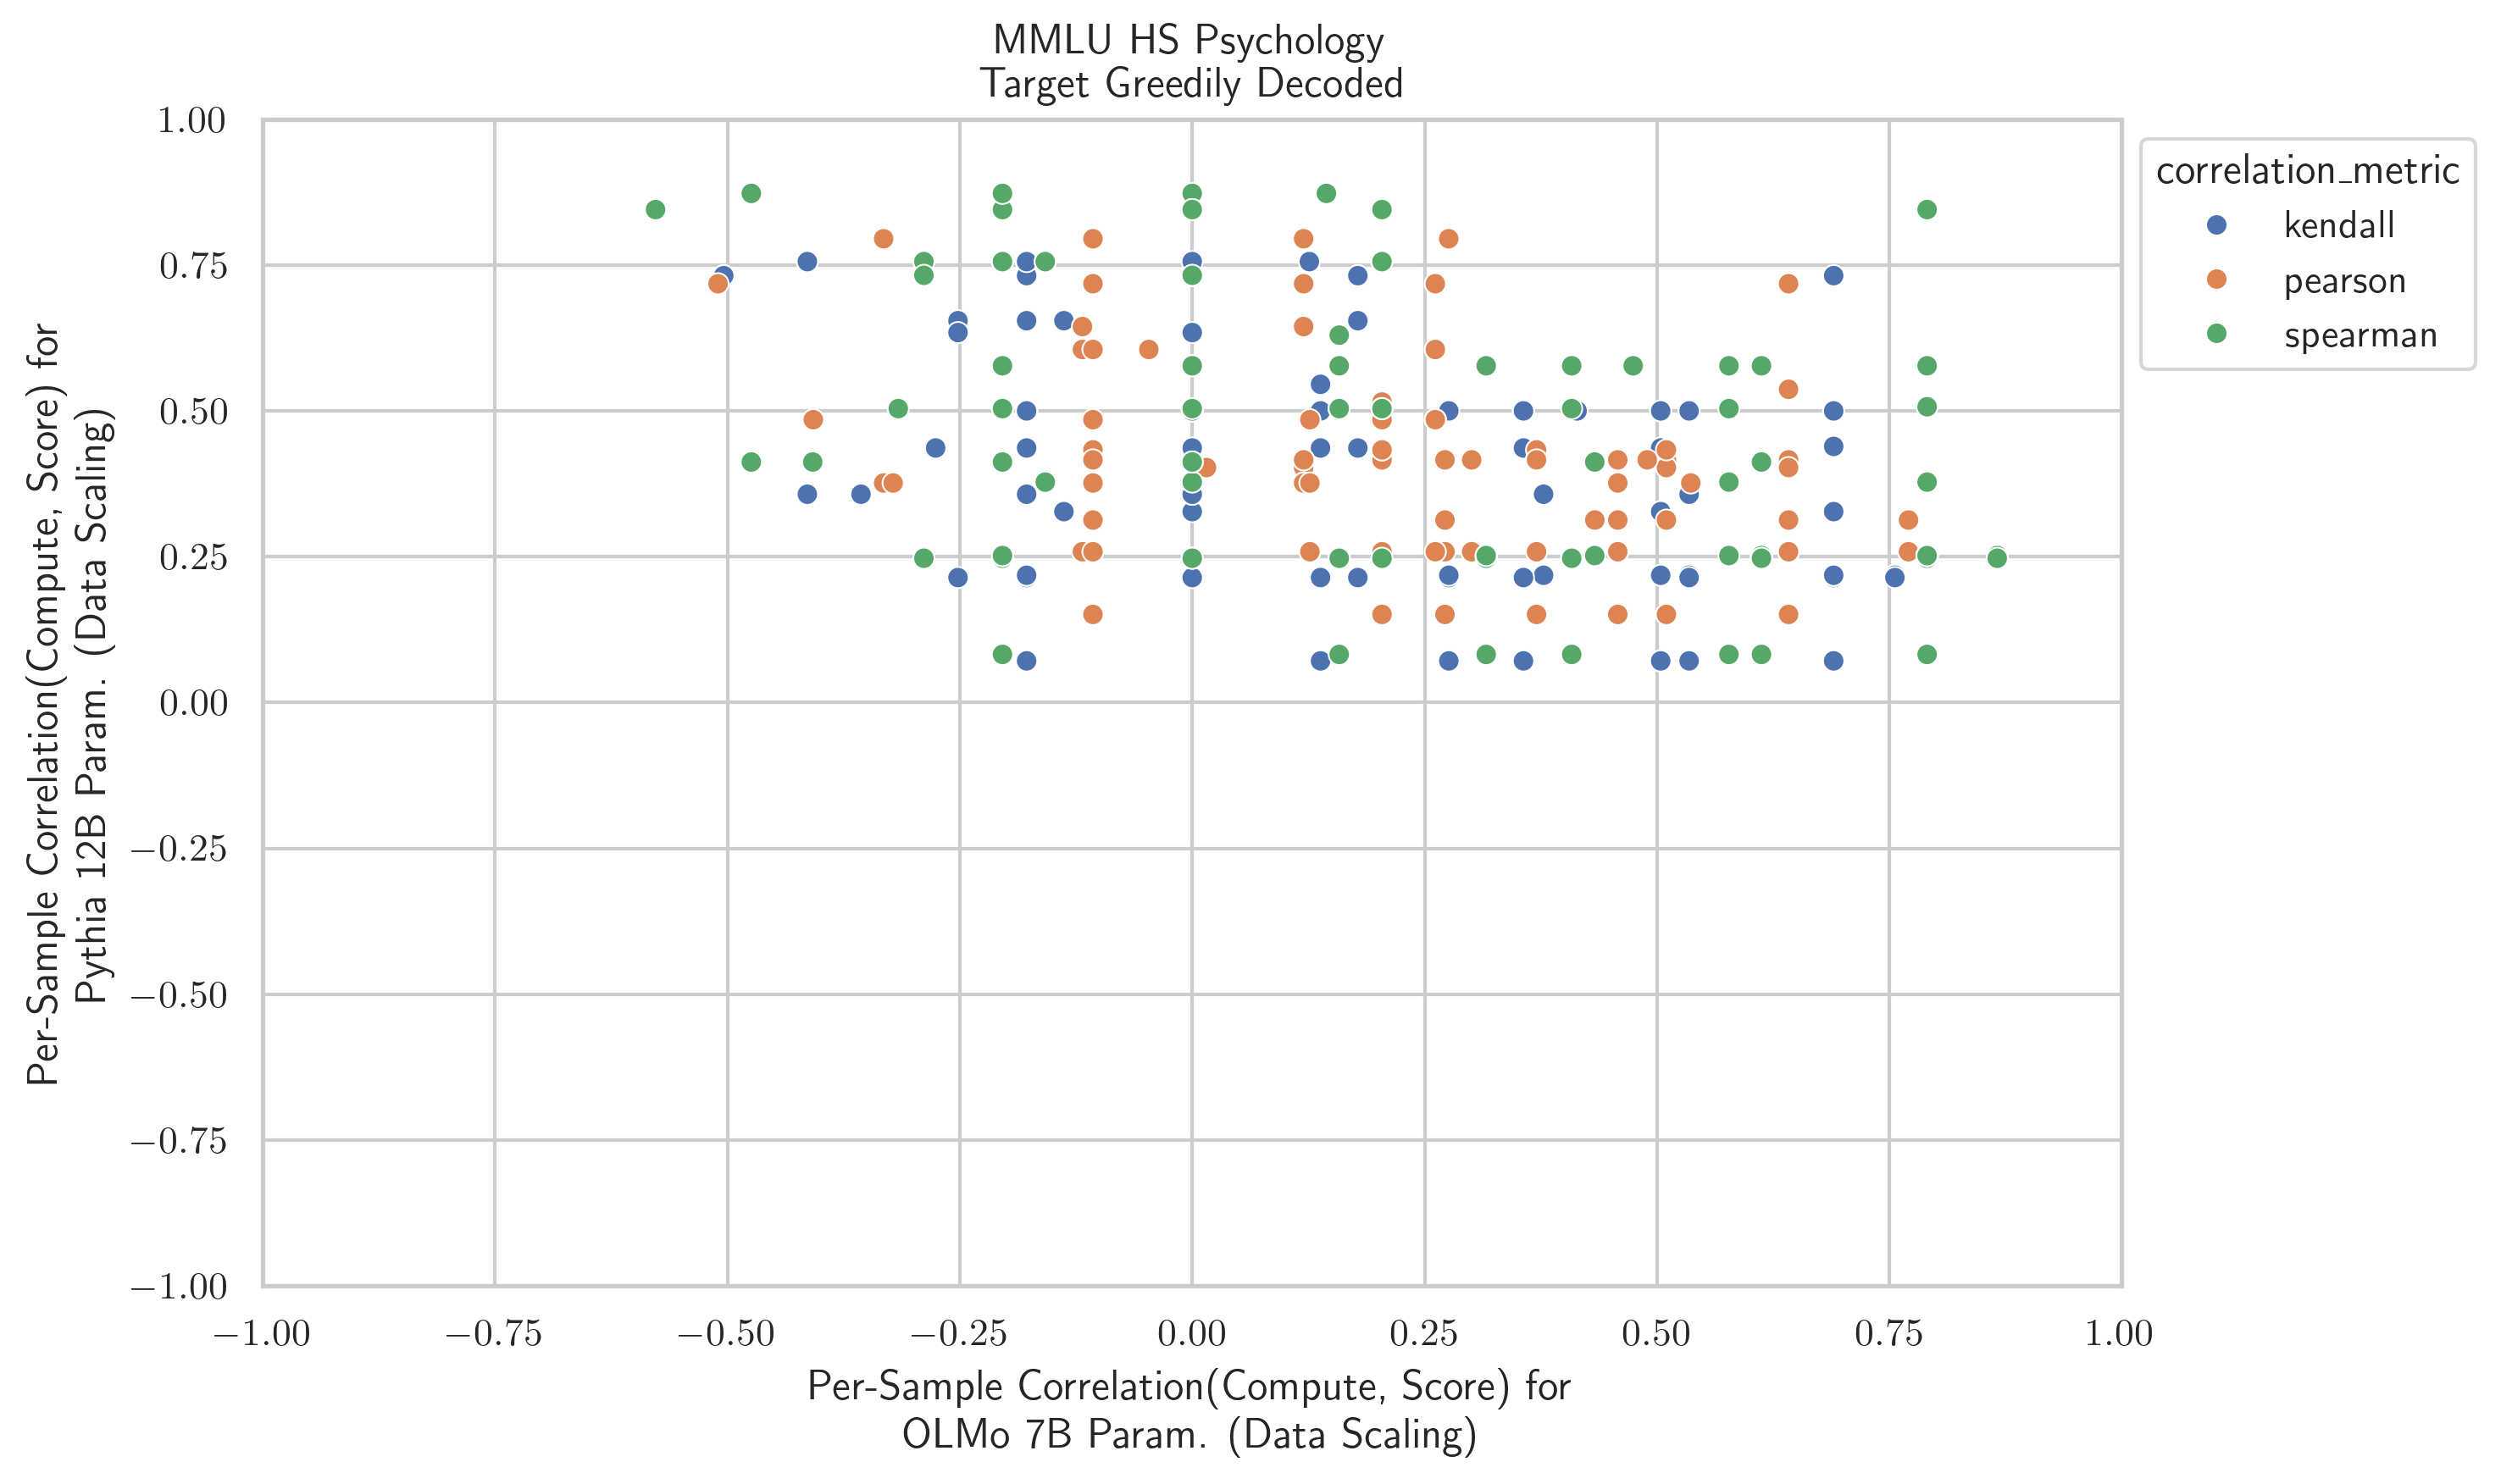 MMLU HS Psychology
Target Greedily Decoded
1.00
0.75
0.50
0.25
0.00
−0.25
−0.50
−0.75
−1.00
Per-Sample Correlation(Compute, Score) for
Pythia 12B Param. (Data Scaling)
correlation_metric
kendall
pearson
spearman
−1.00 −0.75 −0.50 −0.25 0.00 0.25 0.50 0.75 1.00
Per-Sample Correlation(Compute, Score) for
OLMo 7B Param. (Data Scaling)